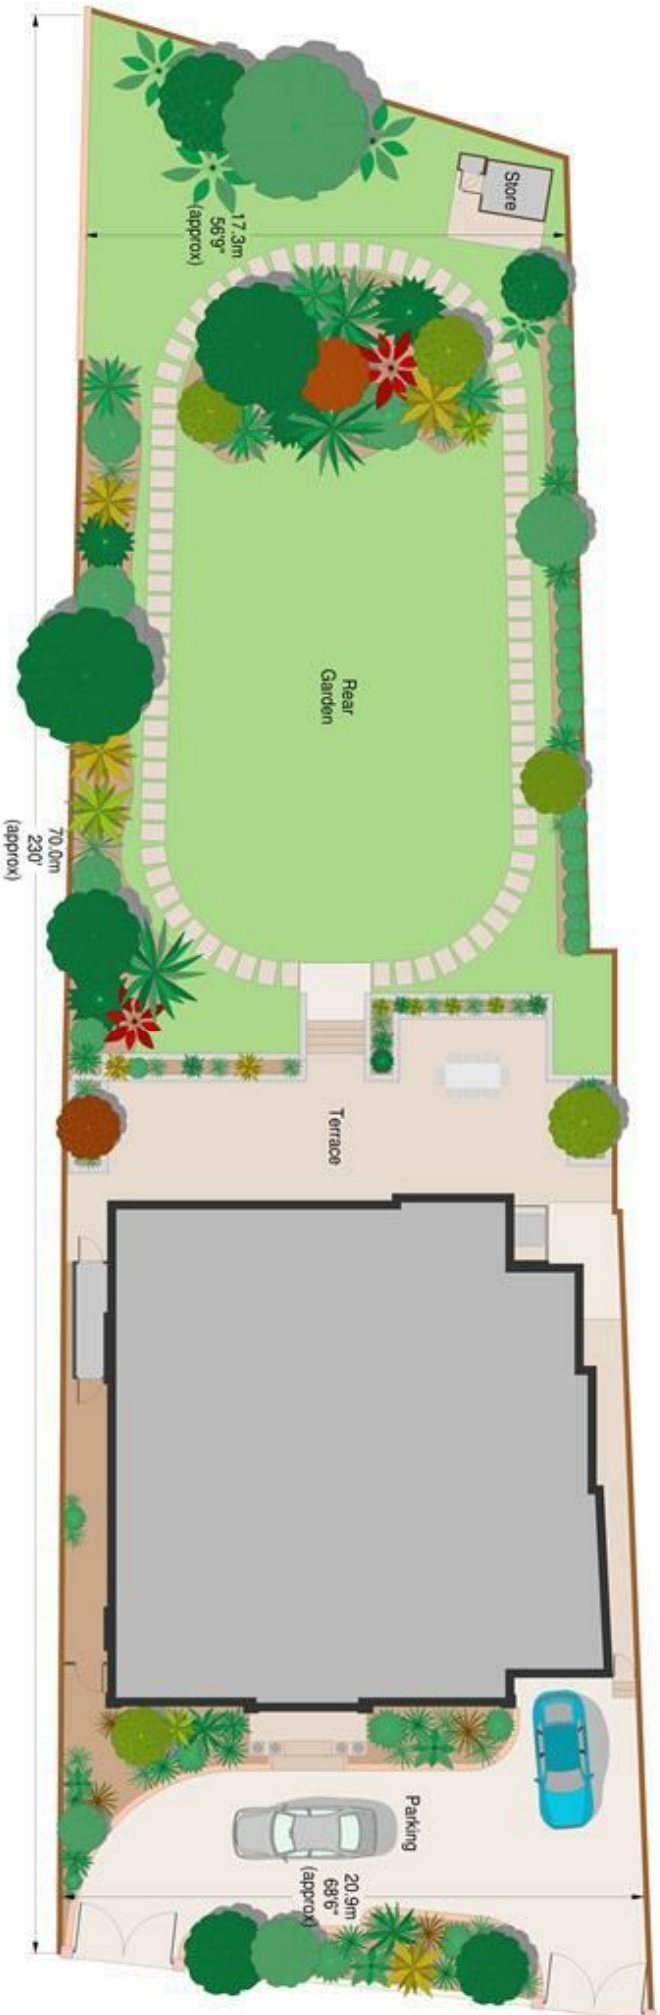 Store
17.3m
56'9"
(approx)
Rear
Garden
70.0m
230'
(approx)
Terrace
Parking
20.9m
68'6"
(approx)